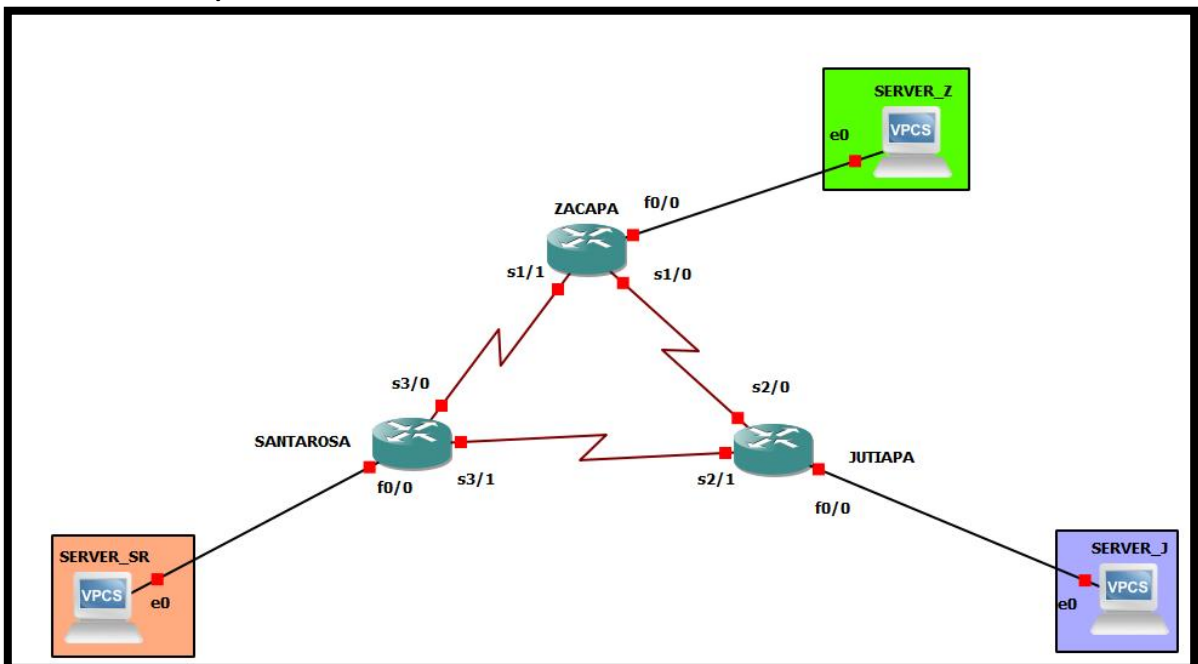 SERVER_Z
VPCS
e0
f0/0
ZACAPA
s1/1
s1/0
s3/0
s2/0
SANTAROSA
JUTIAPA
f0/0
s3/1
s2/1
f0/0
SERVER_SR
VPCS
e0
SERVER_J
VPCS
e0